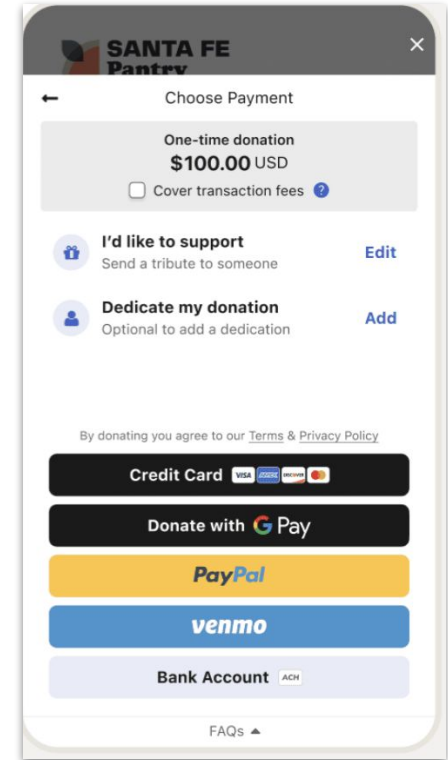 SANTA FE
Pantry
Choose Payment
One-time donation
$100.00 USD
Cover transaction fees ?
I'd like to support
Edit
Send a tribute to someone
Dedicate my donation
Add
Optional to add a dedication
By donating you agree to our Terms & Privacy Policy
Credit Card VISA DISCOVER
Donate with G Pay
PayPal
venmo
Bank Account ACH
FAQs